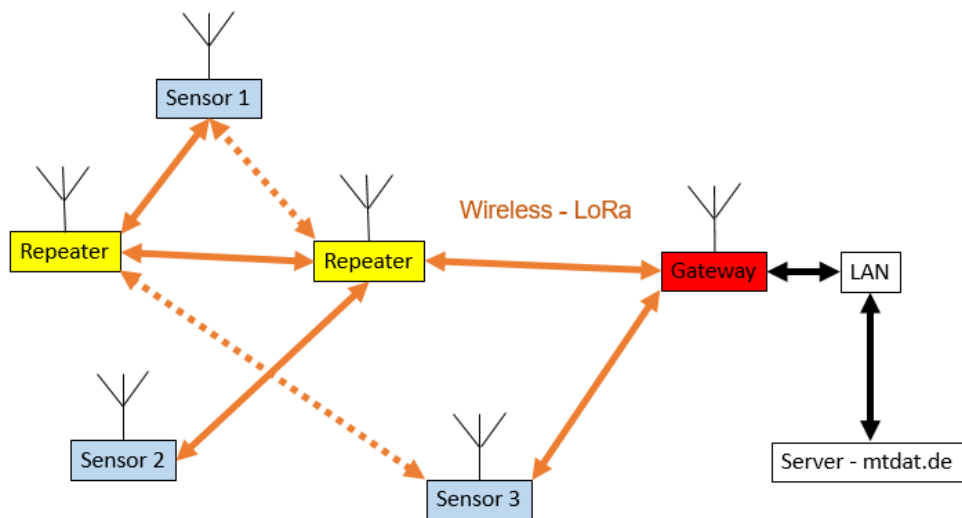 Sensor 1
Wireless - LoRa
Repeater
Repeater
Gateway
LAN
Sensor 2
Sensor 3
Server - mtdat.de